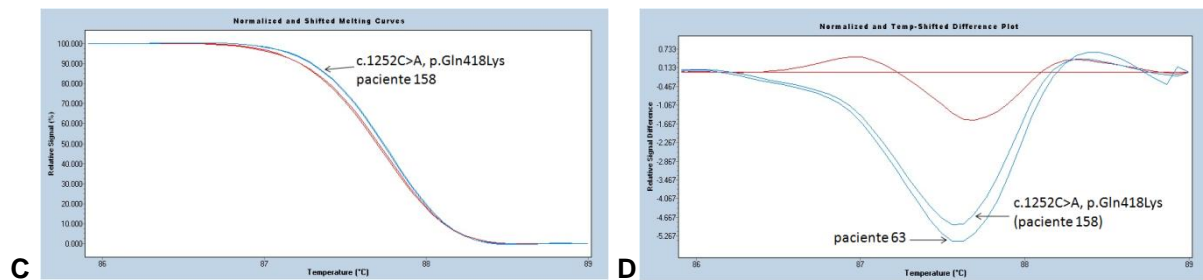 Normalized and Shifted Melting Curves
100.000
90.000
80.000
70.000
60.000
50.000
40.000
30.000
20.000
10.000
0.000
Relative Signal (%)
c.1252C>A, p.Gln418Lys
paciente 158
86
87
88
89
Temperature (°C)
C
Normalized and Temp-Shifted Difference Plot
0.733
0.133
-0.467
-1.067
-1.667
-2.267
-2.867
-3.467
-4.067
-4.667
-5.267
Relative Signal Difference
c.1252C>A, p.Gln418Lys
(paciente 158)
paciente 63
86
87
88
89
Temperature (°C)
D